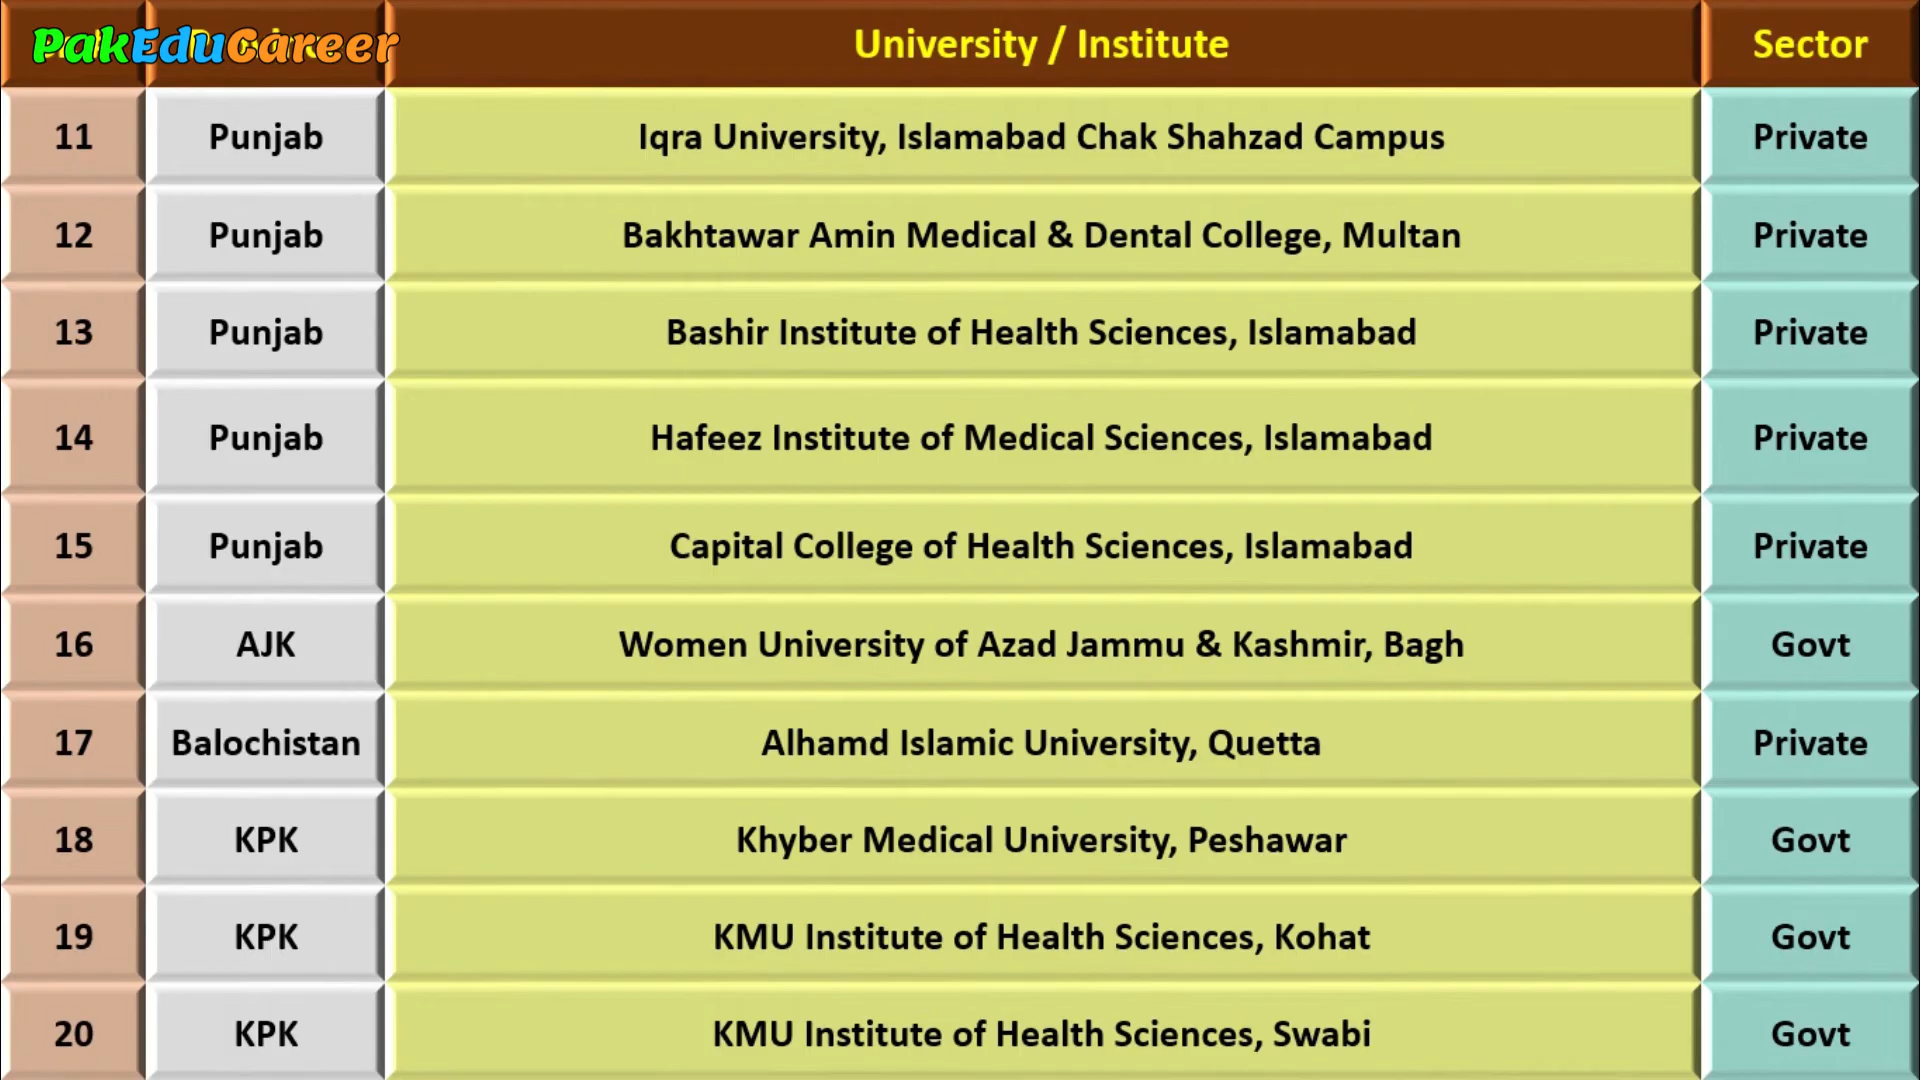 PakEduCareer
University / Institute Sector
11 Punjab Iqra University, Islamabad Chak Shahzad Campus Private
12 Punjab Bakhtawar Amin Medical & Dental College, Multan Private
13 Punjab Bashir Institute of Health Sciences, Islamabad Private
14 Punjab Hafeez Institute of Medical Sciences, Islamabad Private
15 Punjab Capital College of Health Sciences, Islamabad Private
16 AJK Women University of Azad Jammu & Kashmir, Bagh Govt
17 Balochistan Alhamd Islamic University, Quetta Private
18 KPK Khyber Medical University, Peshawar Govt
19 KPK KMU Institute of Health Sciences, Kohat Govt
20 KPK KMU Institute of Health Sciences, Swabi Govt